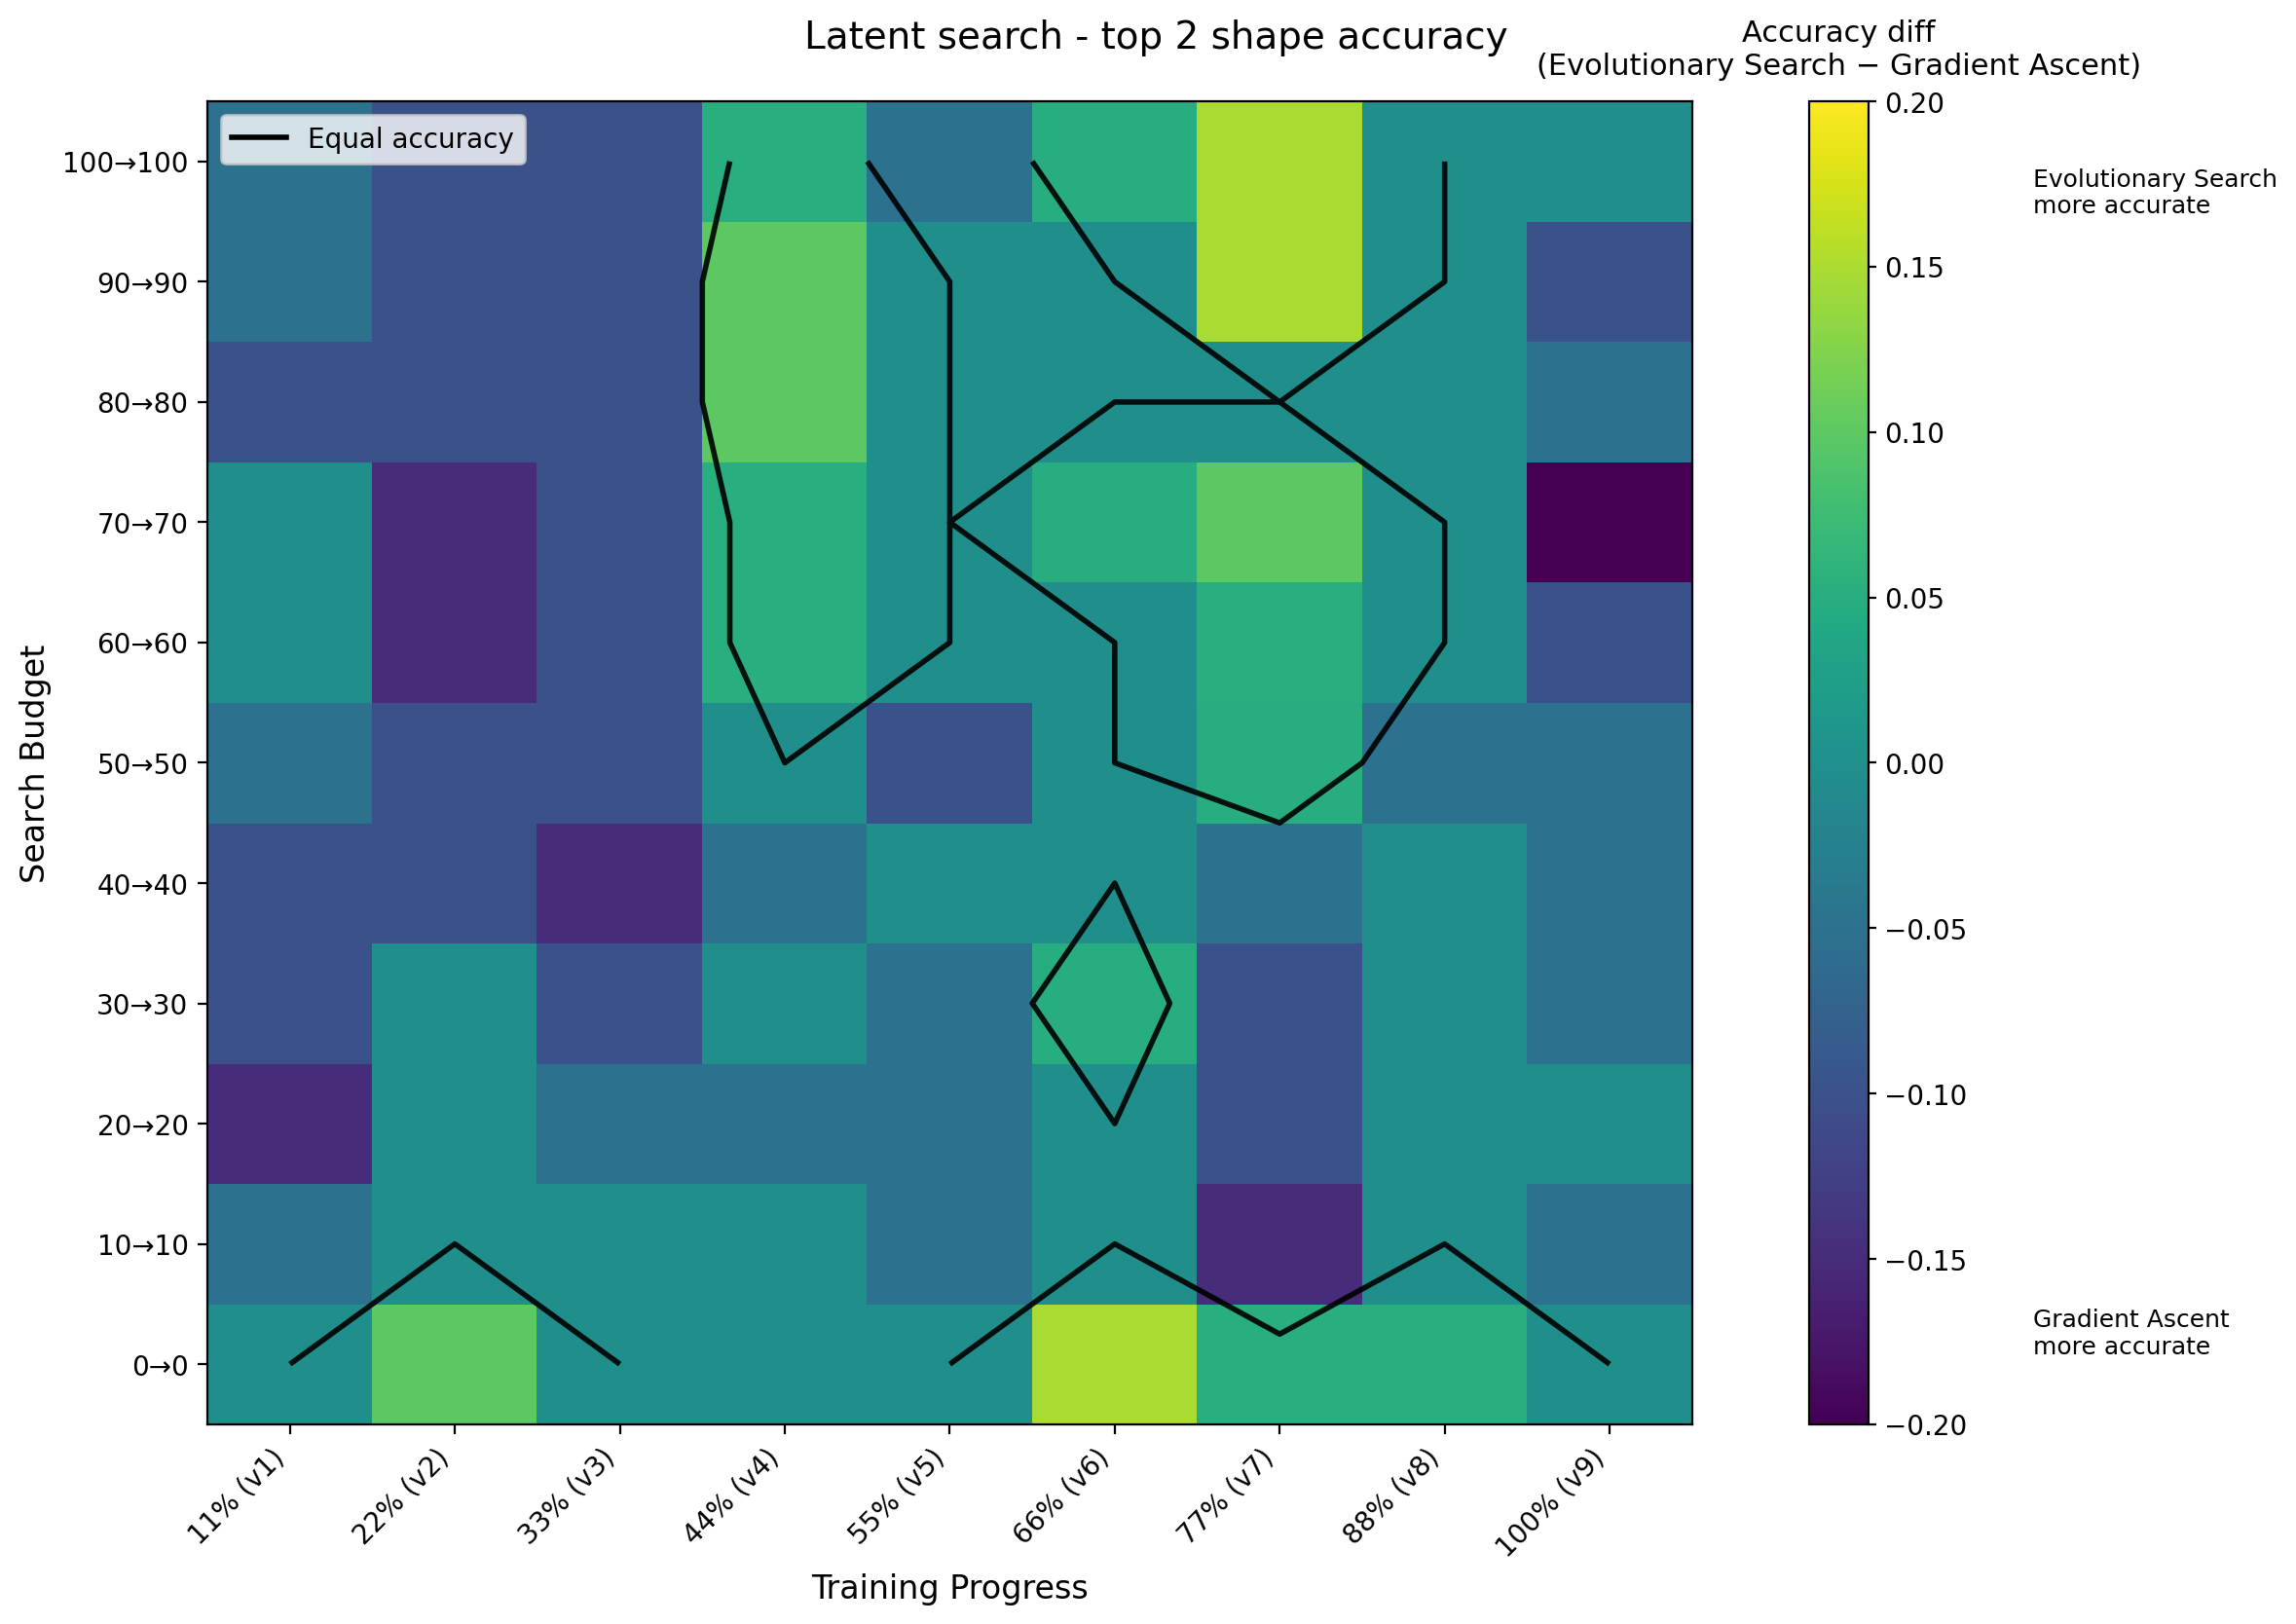 Latent search - top 2 shape accuracy
Accuracy diff
(Evolutionary Search − Gradient Ascent)
Equal accuracy
Search Budget
100→100
90→90
80→80
70→70
60→60
50→50
40→40
30→30
20→20
10→10
0→0
11% (v1)
22% (v2)
33% (v3)
44% (v4)
55% (v5)
66% (v6)
77% (v7)
88% (v8)
100% (v9)
Training Progress
0.20
0.15
0.10
0.05
0.00
−0.05
−0.10
−0.15
−0.20
Evolutionary Search
more accurate
Gradient Ascent
more accurate